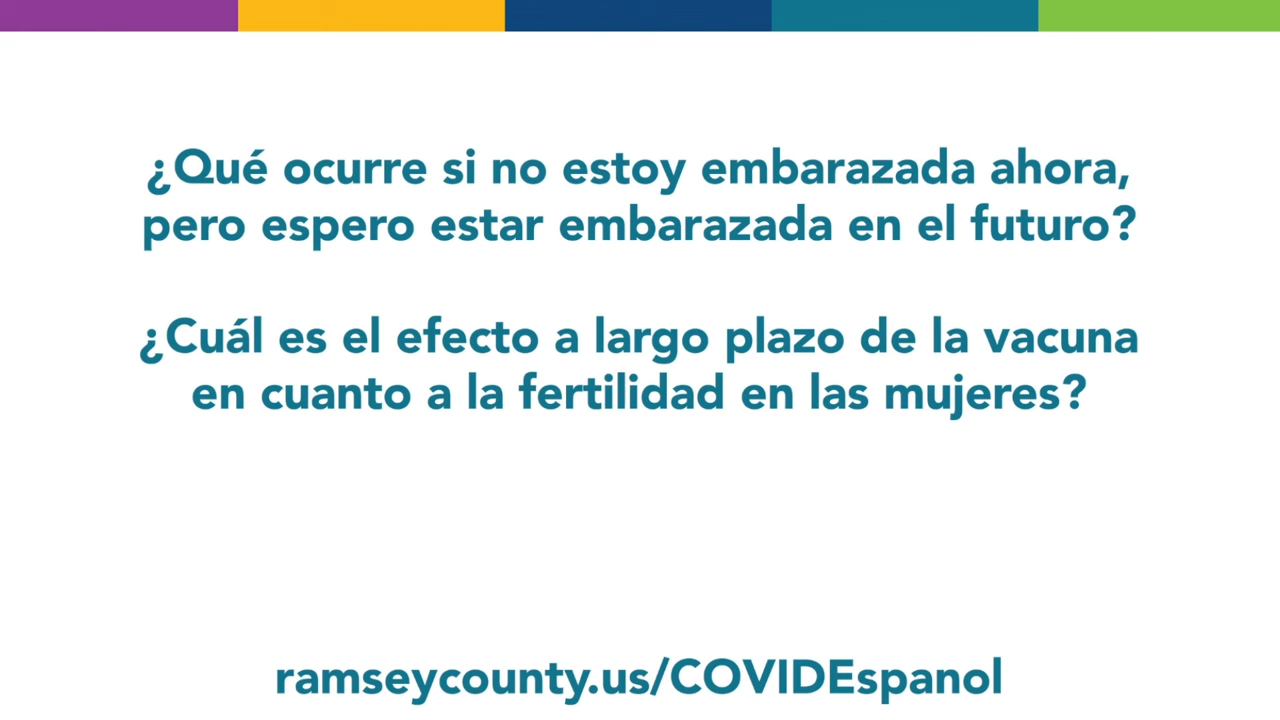 ¿Qué ocurre si no estoy embarazada ahora,
pero espero estar embarazada en el futuro?
¿Cuál es el efecto a largo plazo de la vacuna
en cuanto a la fertilidad en las mujeres?
ramseycounty.us/COVIDEspanol